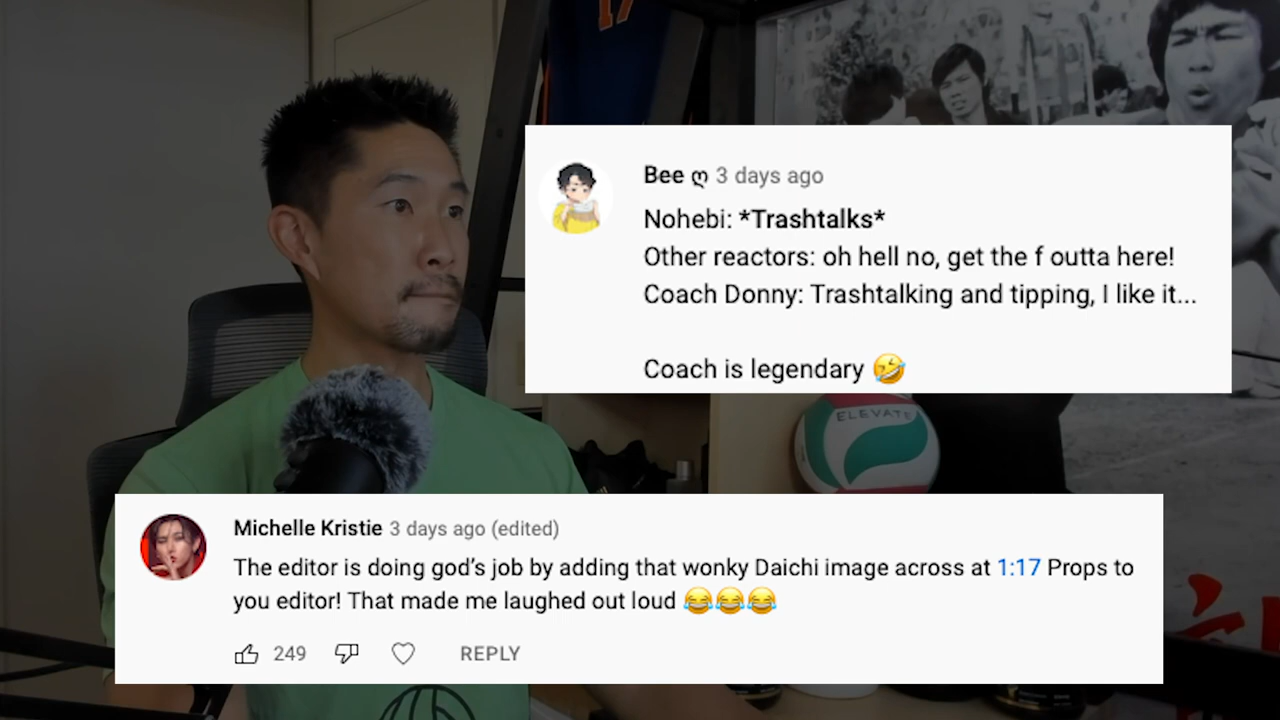 17
Bee ღ 3 days ago
Nohebi: *Trashtalks*
Other reactors: oh hell no, get the f outta here!
Coach Donny: Trashtalking and tipping, I like it...
Coach is legendary 🤣
ELEVATE
Michelle Kristie 3 days ago (edited)
The editor is doing god's job by adding that wonky Daichi image across at 1:17 Props to
you editor! That made me laughed out loud 😂😂😂
249
REPLY